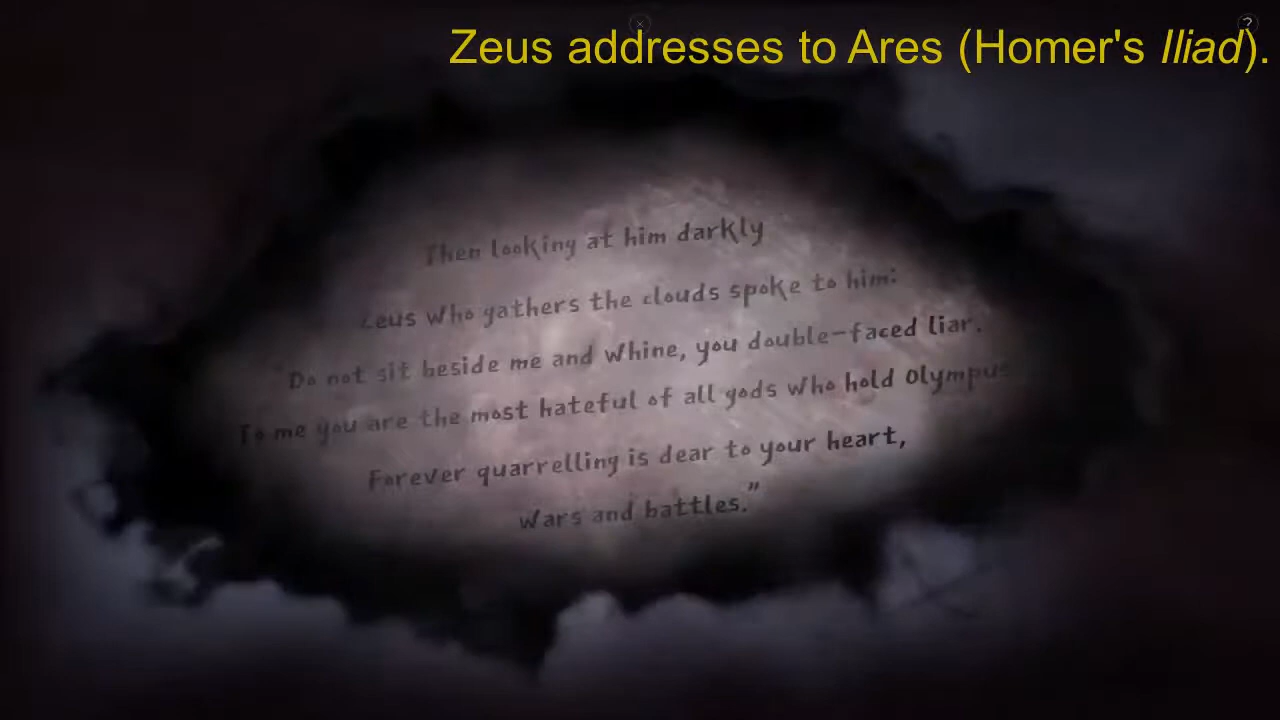 Zeus addresses to Ares (Homer's Iliad).
Then looking at him darkly
Zeus who gathers the clouds spoke to him:
"Do not sit beside me and whine, you double-faced liar.
To me you are the most hateful of all gods who hold Olympus
Forever quarrelling is dear to your heart,
Wars and battles."